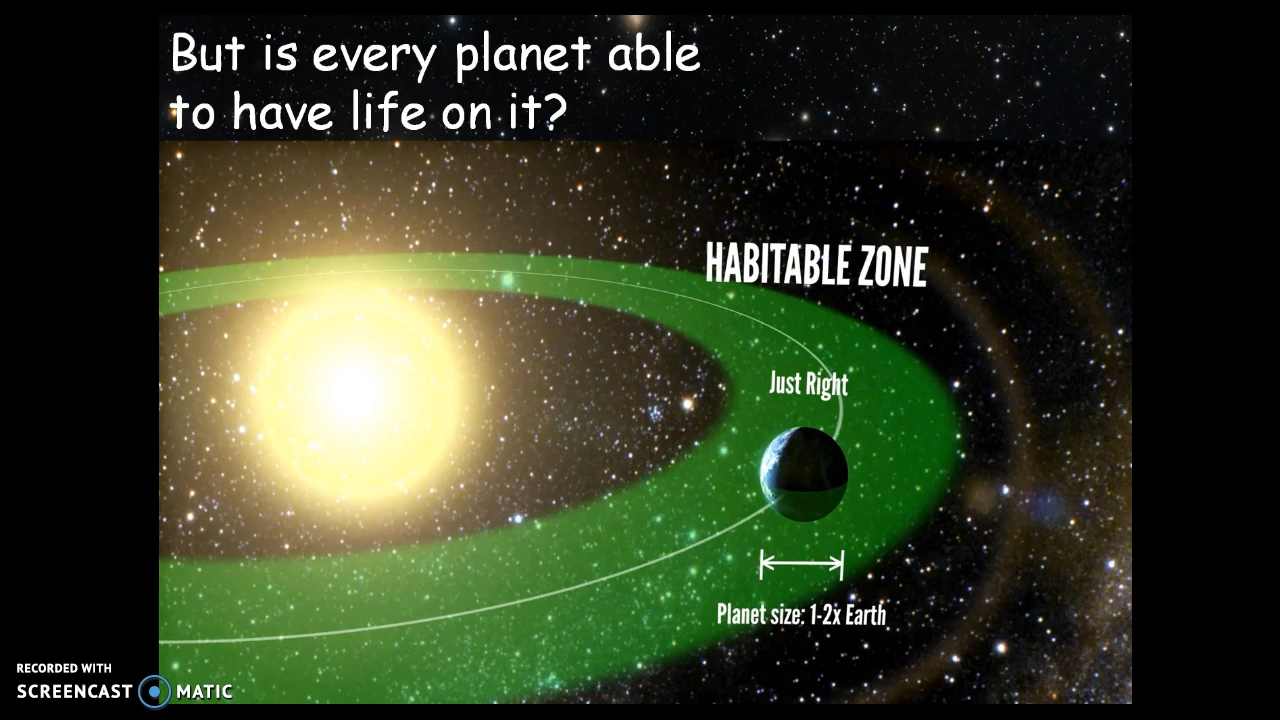 But is every planet able
to have life on it?
HABITABLE ZONE
Just Right
Planet size: 1-2x Earth
RECORDED WITH
SCREENCAST MATIC